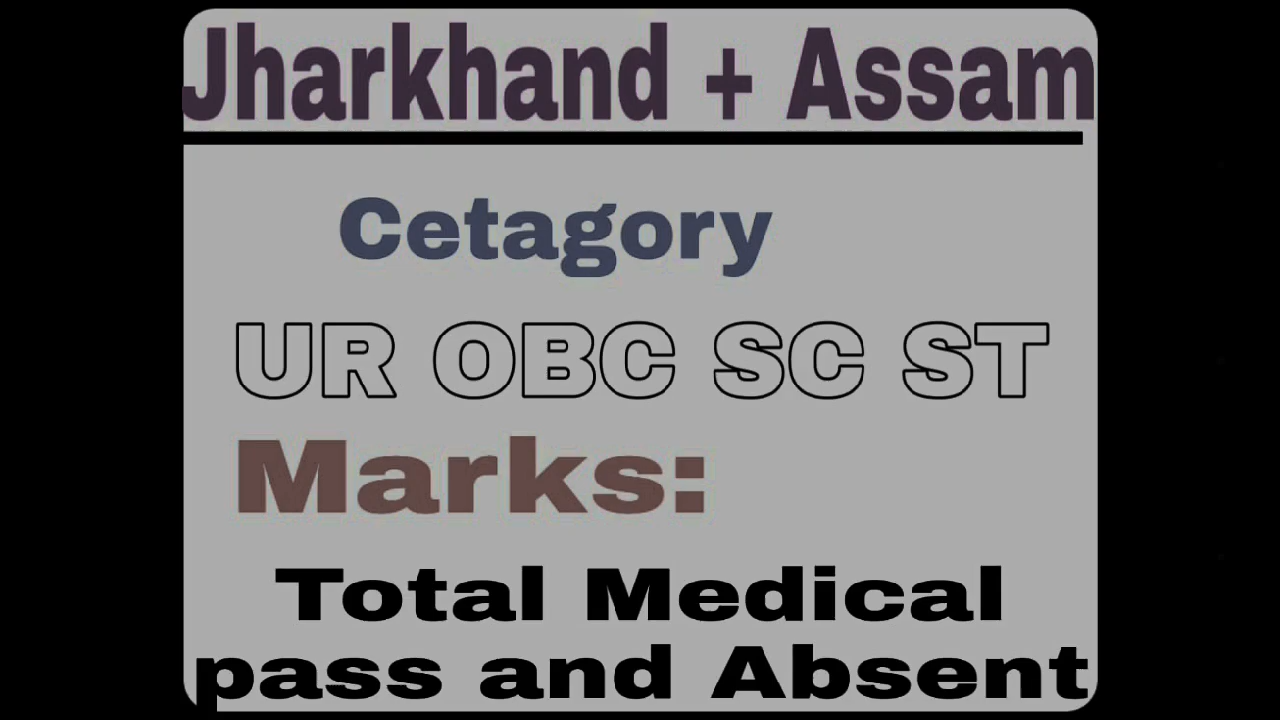 Jharkhand + Assam
Cetagory
UR OBC SC ST
Marks:
Total Medical
pass and Absent